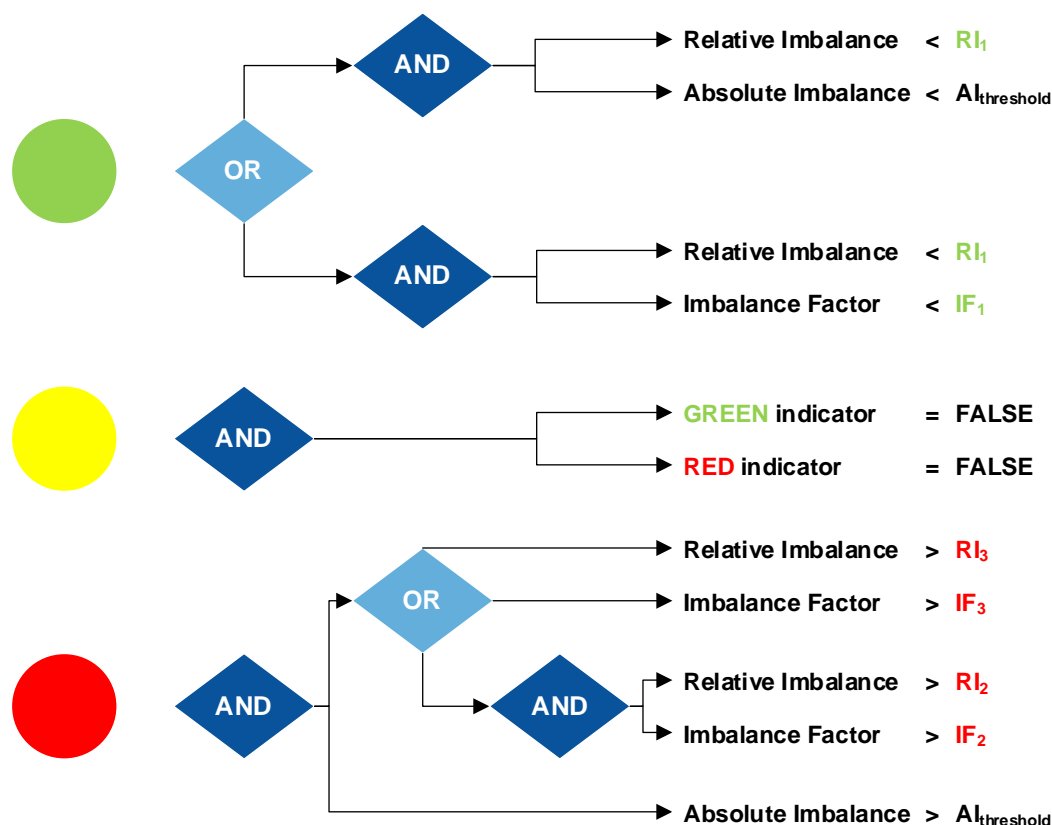 AND
Relative Imbalance < RI₁
Absolute Imbalance < AIthreshold
OR
AND
Relative Imbalance < RI₁
Imbalance Factor < IF₁
AND
GREEN indicator = FALSE
RED indicator = FALSE
OR
Relative Imbalance > RI₃
Imbalance Factor > IF₃
AND
AND
Relative Imbalance > RI₂
Imbalance Factor > IF₂
Absolute Imbalance > AIthreshold